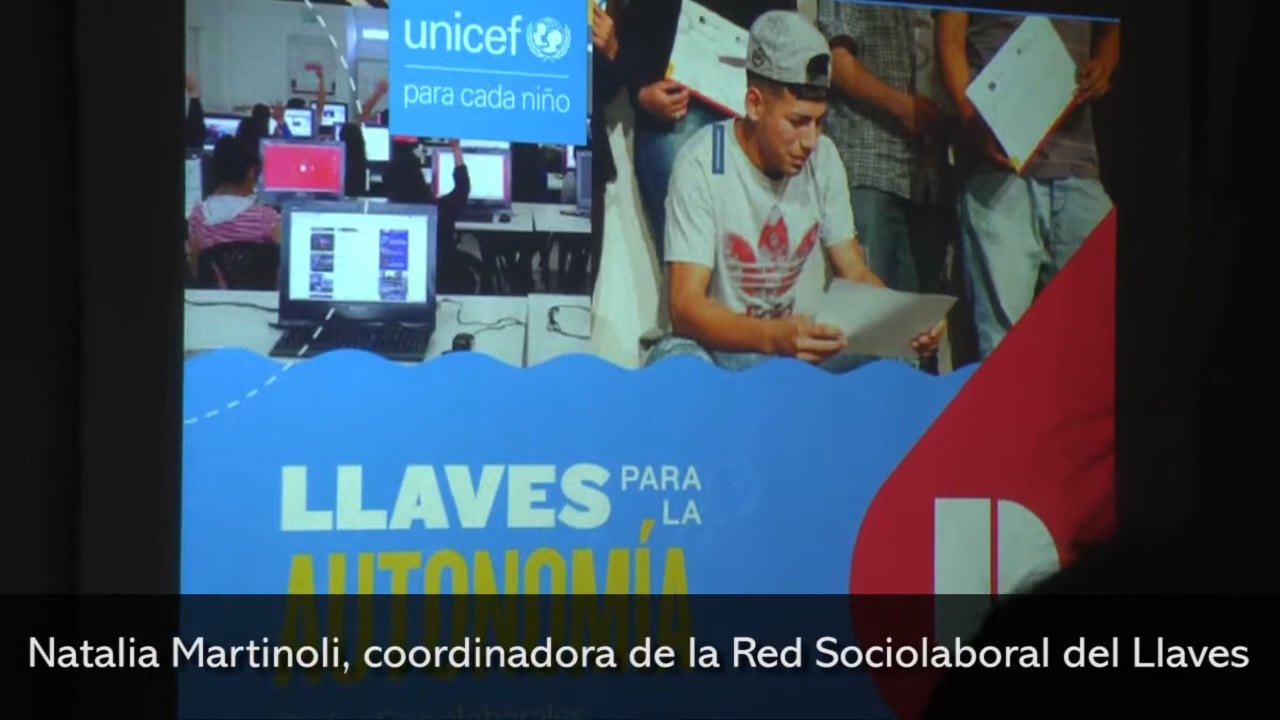 unicef
para cada niño
LLAVES PARA
LA
AUTONOMÍA
Natalia Martinoli, coordinadora de la Red Sociolaboral del Llaves